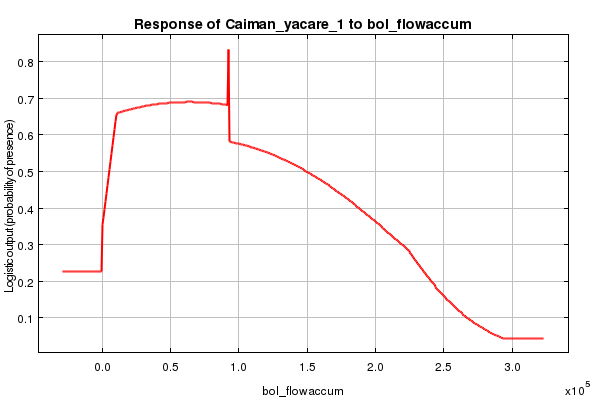 Response of Caiman_yacare_1 to bol_flowaccum
Logistic output (probability of presence)
0.8
0.7
0.6
0.5
0.4
0.3
0.2
0.1
0.0 0.5 1.0 1.5 2.0 2.5 3.0
x10^5
bol_flowaccum